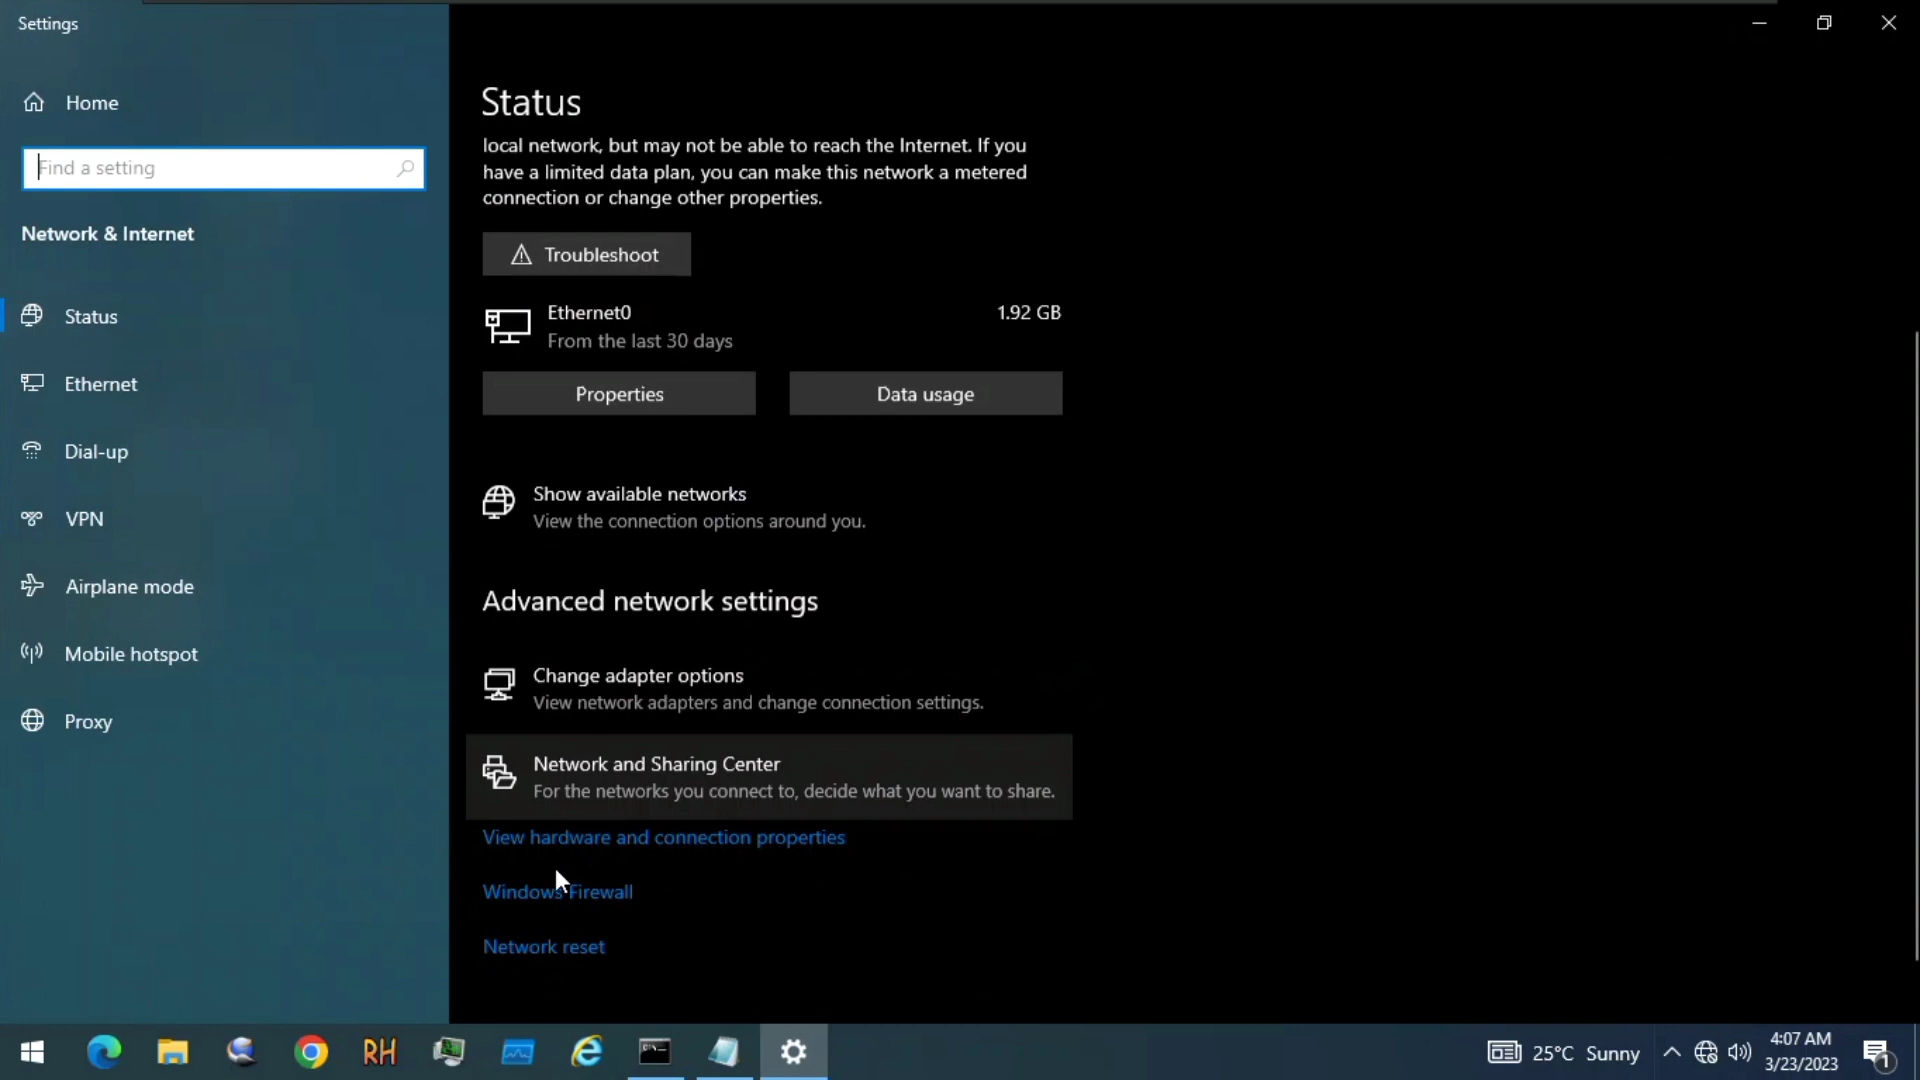 Settings
Home
Find a setting
Network & Internet
Status
Ethernet
Dial-up
VPN
Airplane mode
Mobile hotspot
Proxy
Status
local network, but may not be able to reach the Internet. If you
have a limited data plan, you can make this network a metered
connection or change other properties.
Troubleshoot
Ethernet0
1.92 GB
From the last 30 days
Properties
Data usage
Show available networks
View the connection options around you.
Advanced network settings
Change adapter options
View network adapters and change connection settings.
Network and Sharing Center
For the networks you connect to, decide what you want to share.
View hardware and connection properties
Windows Firewall
Network reset
RH
25°C Sunny
4:07 AM
3/23/2023
1